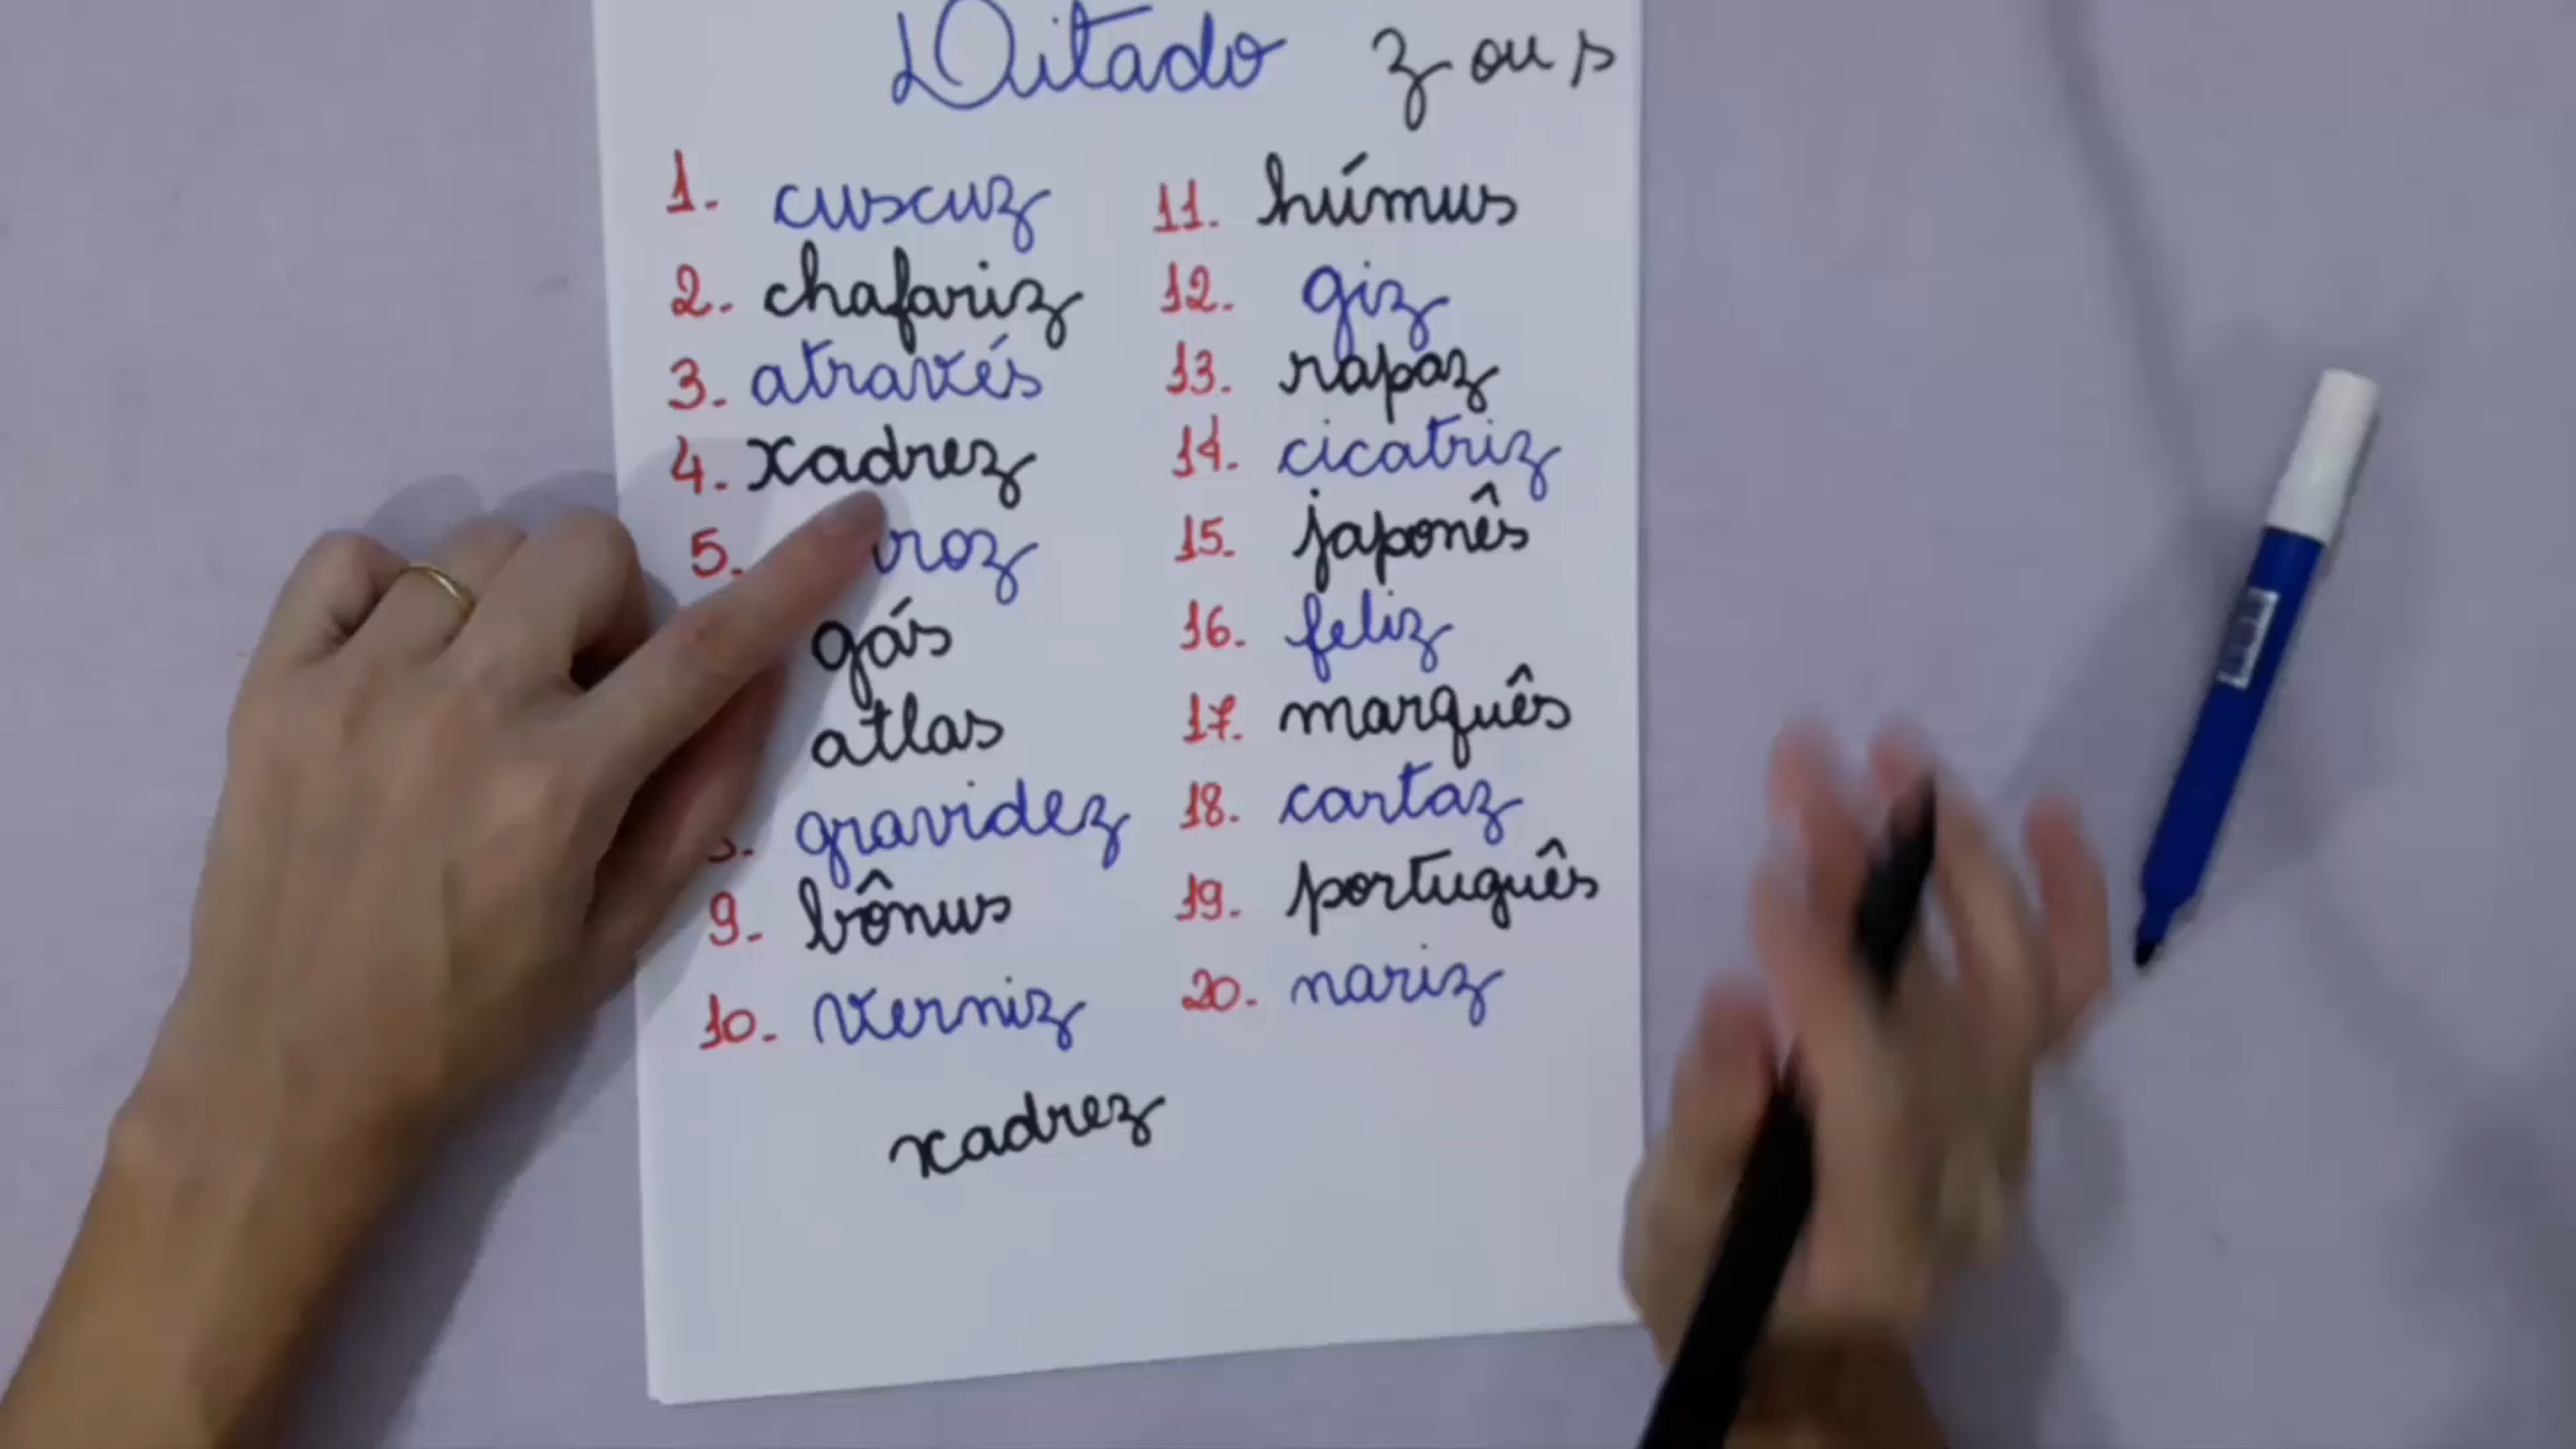 Ditado z ou s
1. cuscuz
2. chafariz
3. através
4. xadrez
5. roz
gás
atlas
gravidez
9. bônus
10. verniz
11. húmus
12. giz
13. rapaz
14. cicatriz
15. japonês
16. feliz
17. marquês
18. cartaz
19. português
20. nariz
xadrez